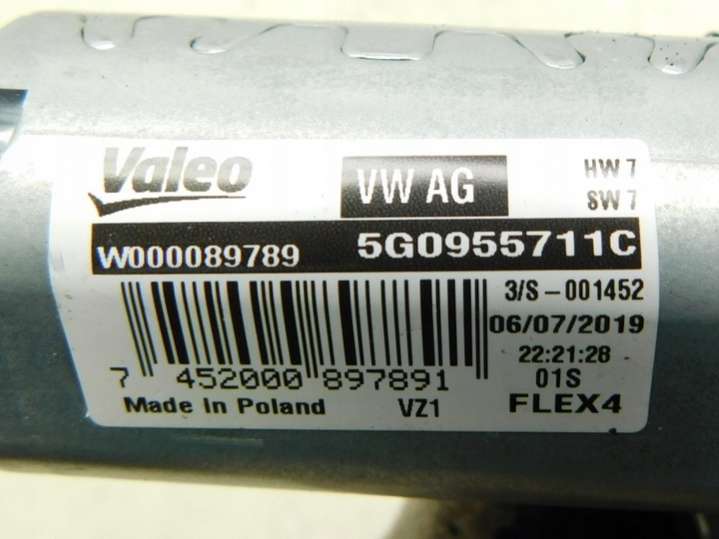 Valeo
VW AG
HW 7
SW 7
W000089789
5G0955711C
3/S-001452
06/07/2019
22:21:28
01S
7 452000 897891
Made in Poland
VZ1
FLEX4